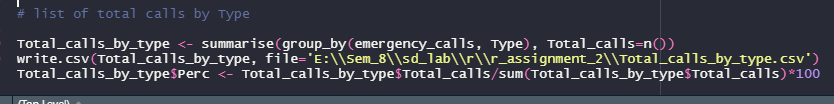 # list of total calls by Type
Total_calls_by_type <- summarise(group_by(emergency_calls, Type), Total_calls=n())
write.csv(Total_calls_by_type, file='E:\\Sem_8\\sd_lab\\r\\r_assignment_2\\Total_calls_by_type.csv')
Total_calls_by_type$Perc <- Total_calls_by_type$Total_calls/sum(Total_calls_by_type$Total_calls)*100
(Top Level)